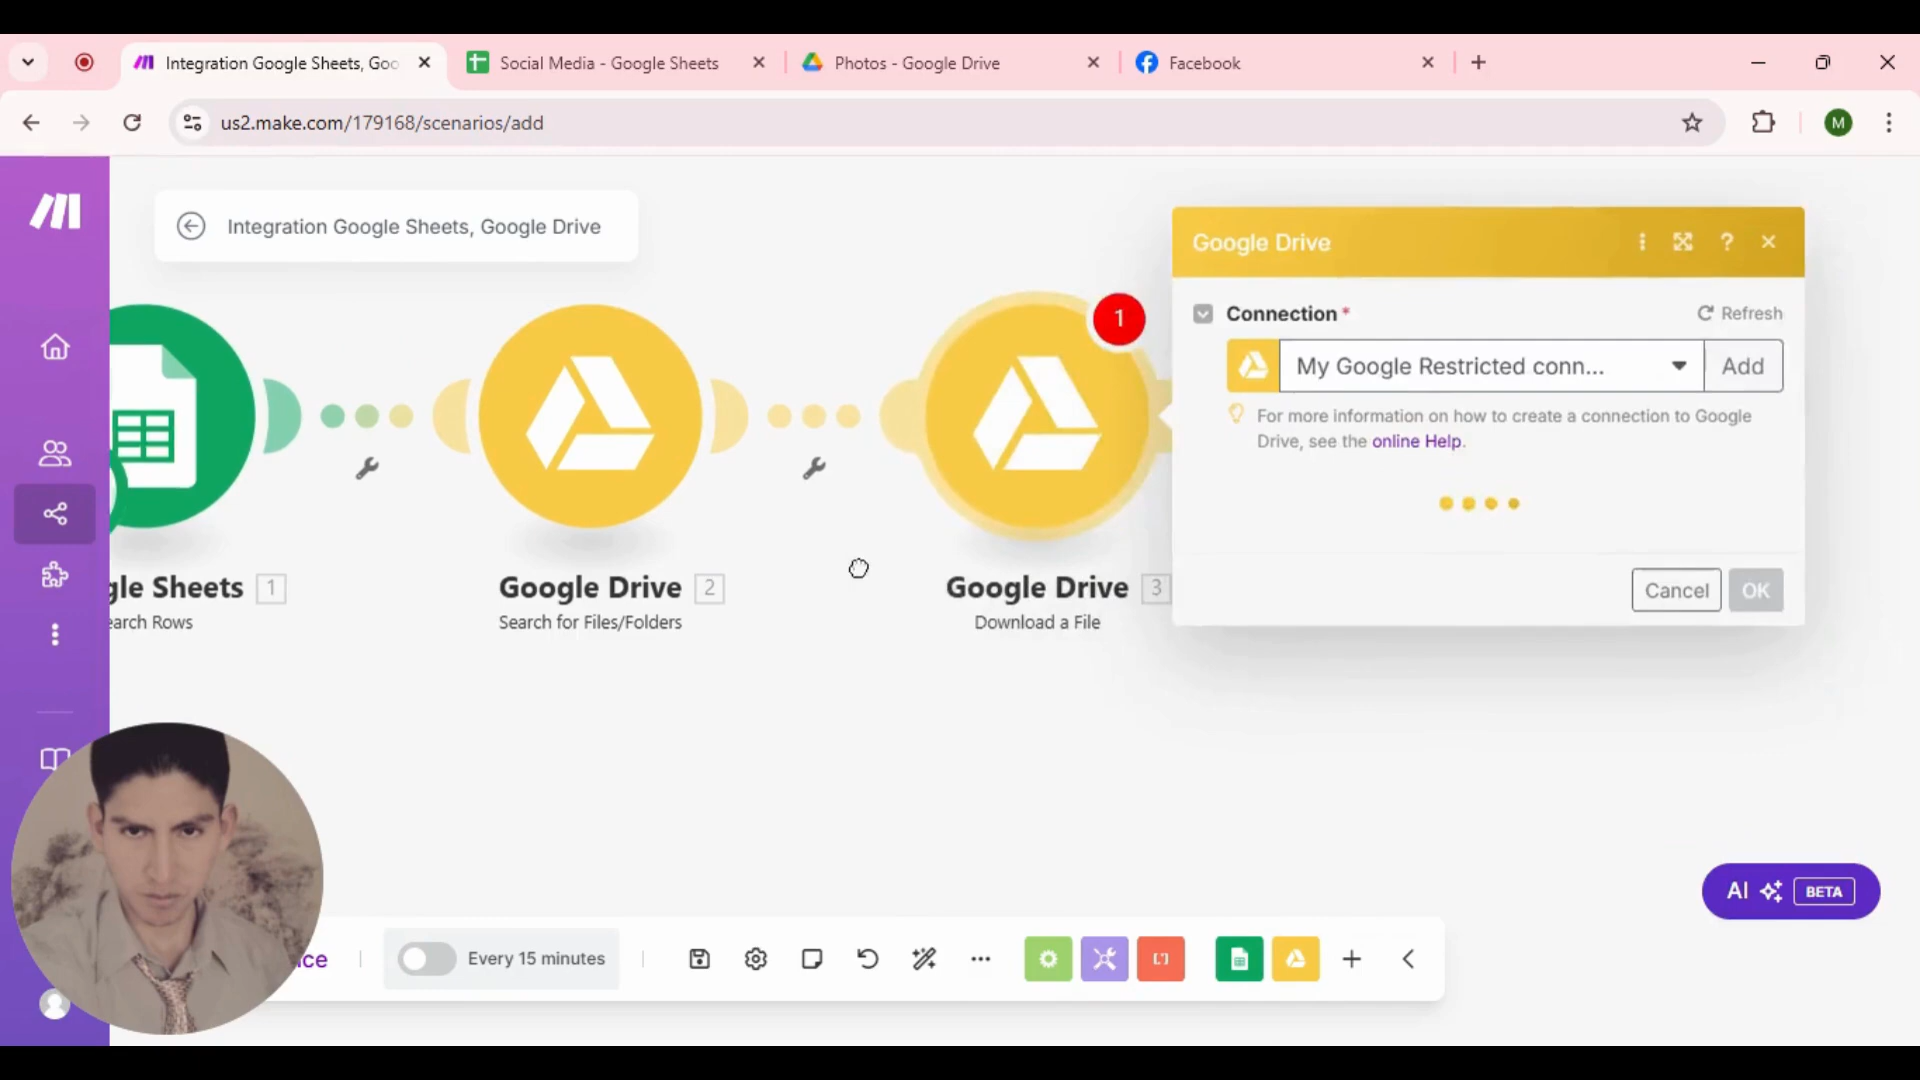 Integration Google Sheets, Goo
Social Media - Google Sheets
Photos - Google Drive
Facebook
us2.make.com/179168/scenarios/add
M
Integration Google Sheets, Google Drive
Google Drive
Connection *
Refresh
My Google Restricted conn...
Add
For more information on how to create a connection to Google
Drive, see the online Help.
Cancel
OK
1
gle Sheets 1
earch Rows
Google Drive 2
Search for Files/Folders
Google Drive 3
Download a File
AI BETA
ce
Every 15 minutes